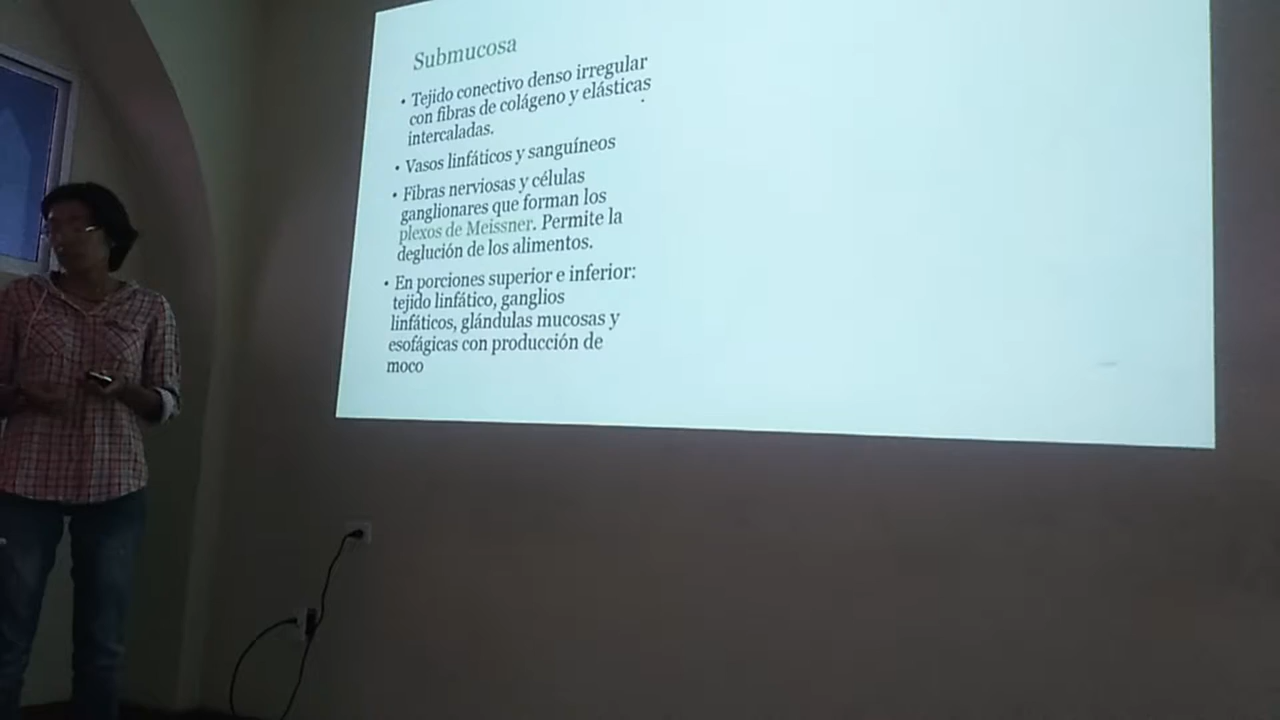 Submucosa
• Tejido conectivo denso irregular
con fibras de colágeno y elásticas
intercaladas.
• Vasos linfáticos y sanguíneos
• Fibras nerviosas y células
ganglionares que forman los
plexos de Meissner. Permite la
deglución de los alimentos.
• En porciones superior e inferior:
tejido linfático, ganglios
linfáticos, glándulas mucosas y
esofágicas con producción de
moco